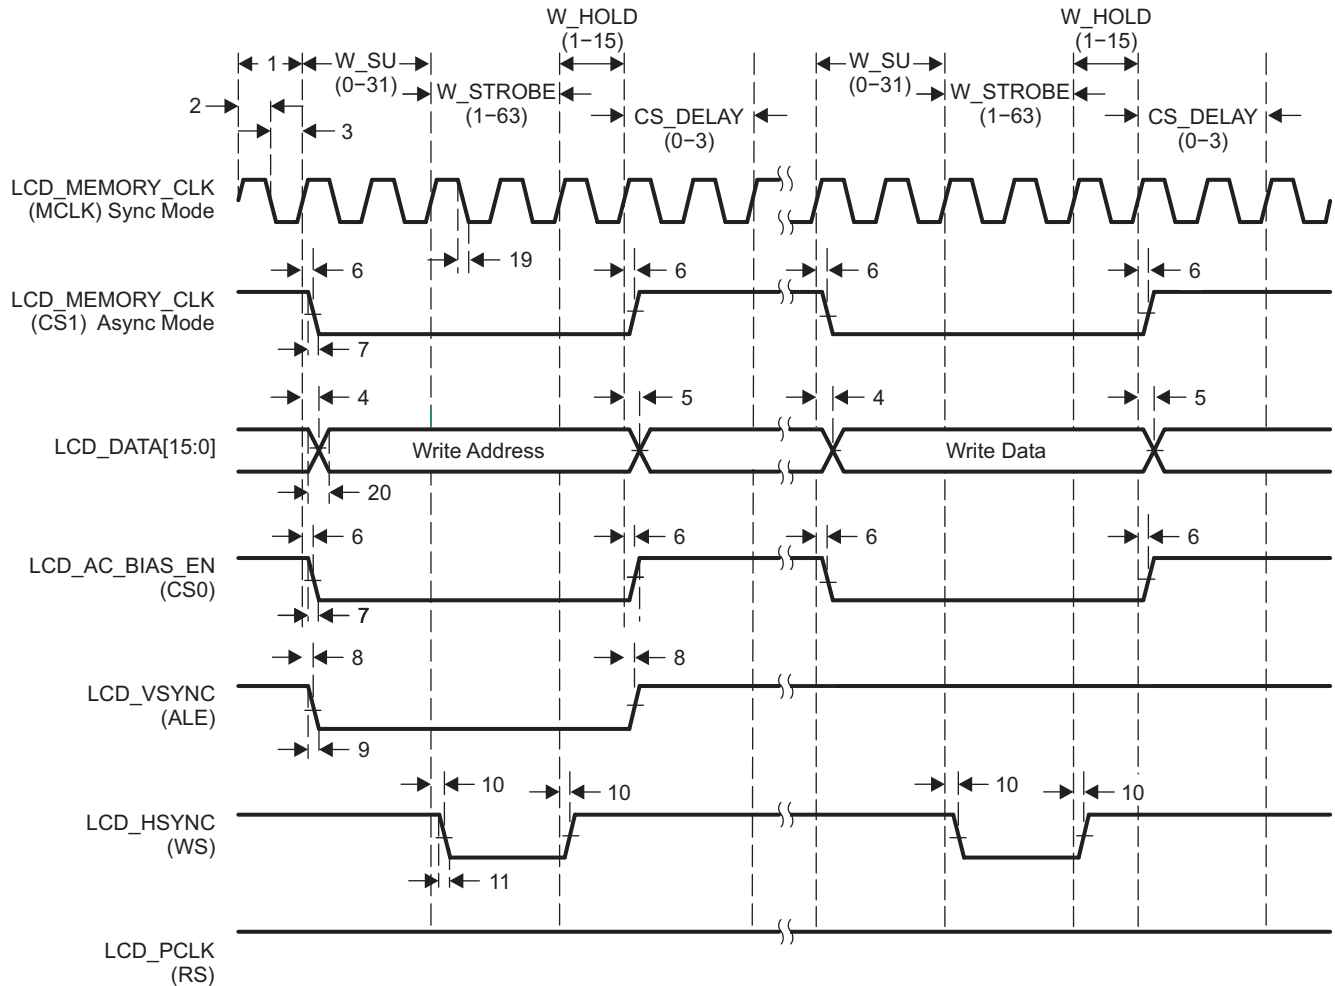 W_HOLD
(1−15)
W_HOLD
(1−15)
1
W_SU
(0−31)
W_SU
(0−31)
2
W_STROBE
(1−63)
W_STROBE
(1−63)
3
CS_DELAY
(0−3)
CS_DELAY
(0−3)
LCD_MEMORY_CLK
(MCLK) Sync Mode
19
6
6
6
6
LCD_MEMORY_CLK
(CS1) Async Mode
7
4
5
4
5
LCD_DATA[15:0]
Write Address
Write Data
20
6
6
6
6
LCD_AC_BIAS_EN
(CS0)
7
8
8
LCD_VSYNC
(ALE)
9
10
10
10
10
LCD_HSYNC
(WS)
11
LCD_PCLK
(RS)